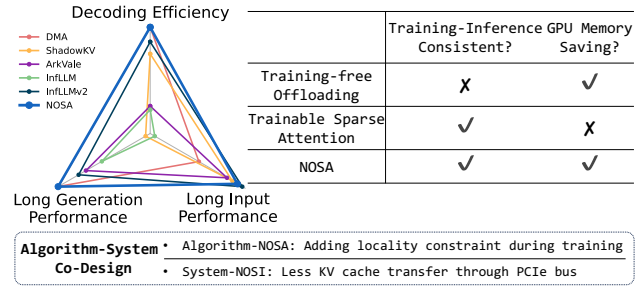 Decoding Efficiency
DMA
ShadowKV
ArkVale
InfLLM
InfLLMv2
NOSA
Long Generation
Performance
Long Input
Performance
Training-Inference
Consistent?
GPU Memory
Saving?
Training-free
Offloading
✗ ✓
Trainable Sparse
Attention
✓ ✗
NOSA ✓ ✓
Algorithm-System
Co-Design
• Algorithm-NOSA: Adding locality constraint during training
• System-NOSI: Less KV cache transfer through PCIe bus